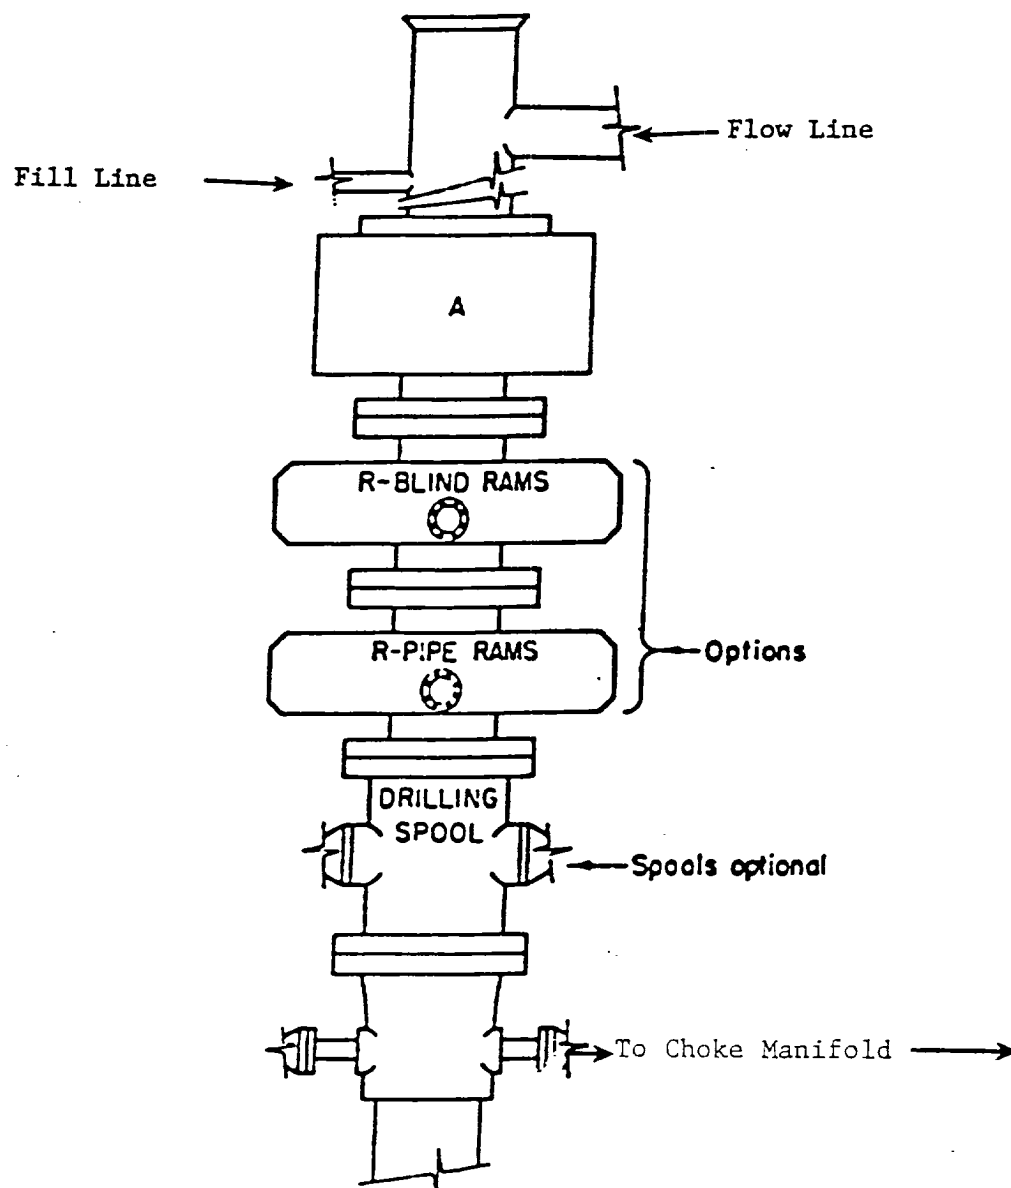 Flow Line
Fill Line
A
R-BLIND RAMS
R-PIPE RAMS
Options
DRILLING
SPOOL
Spools optional
To Choke Manifold